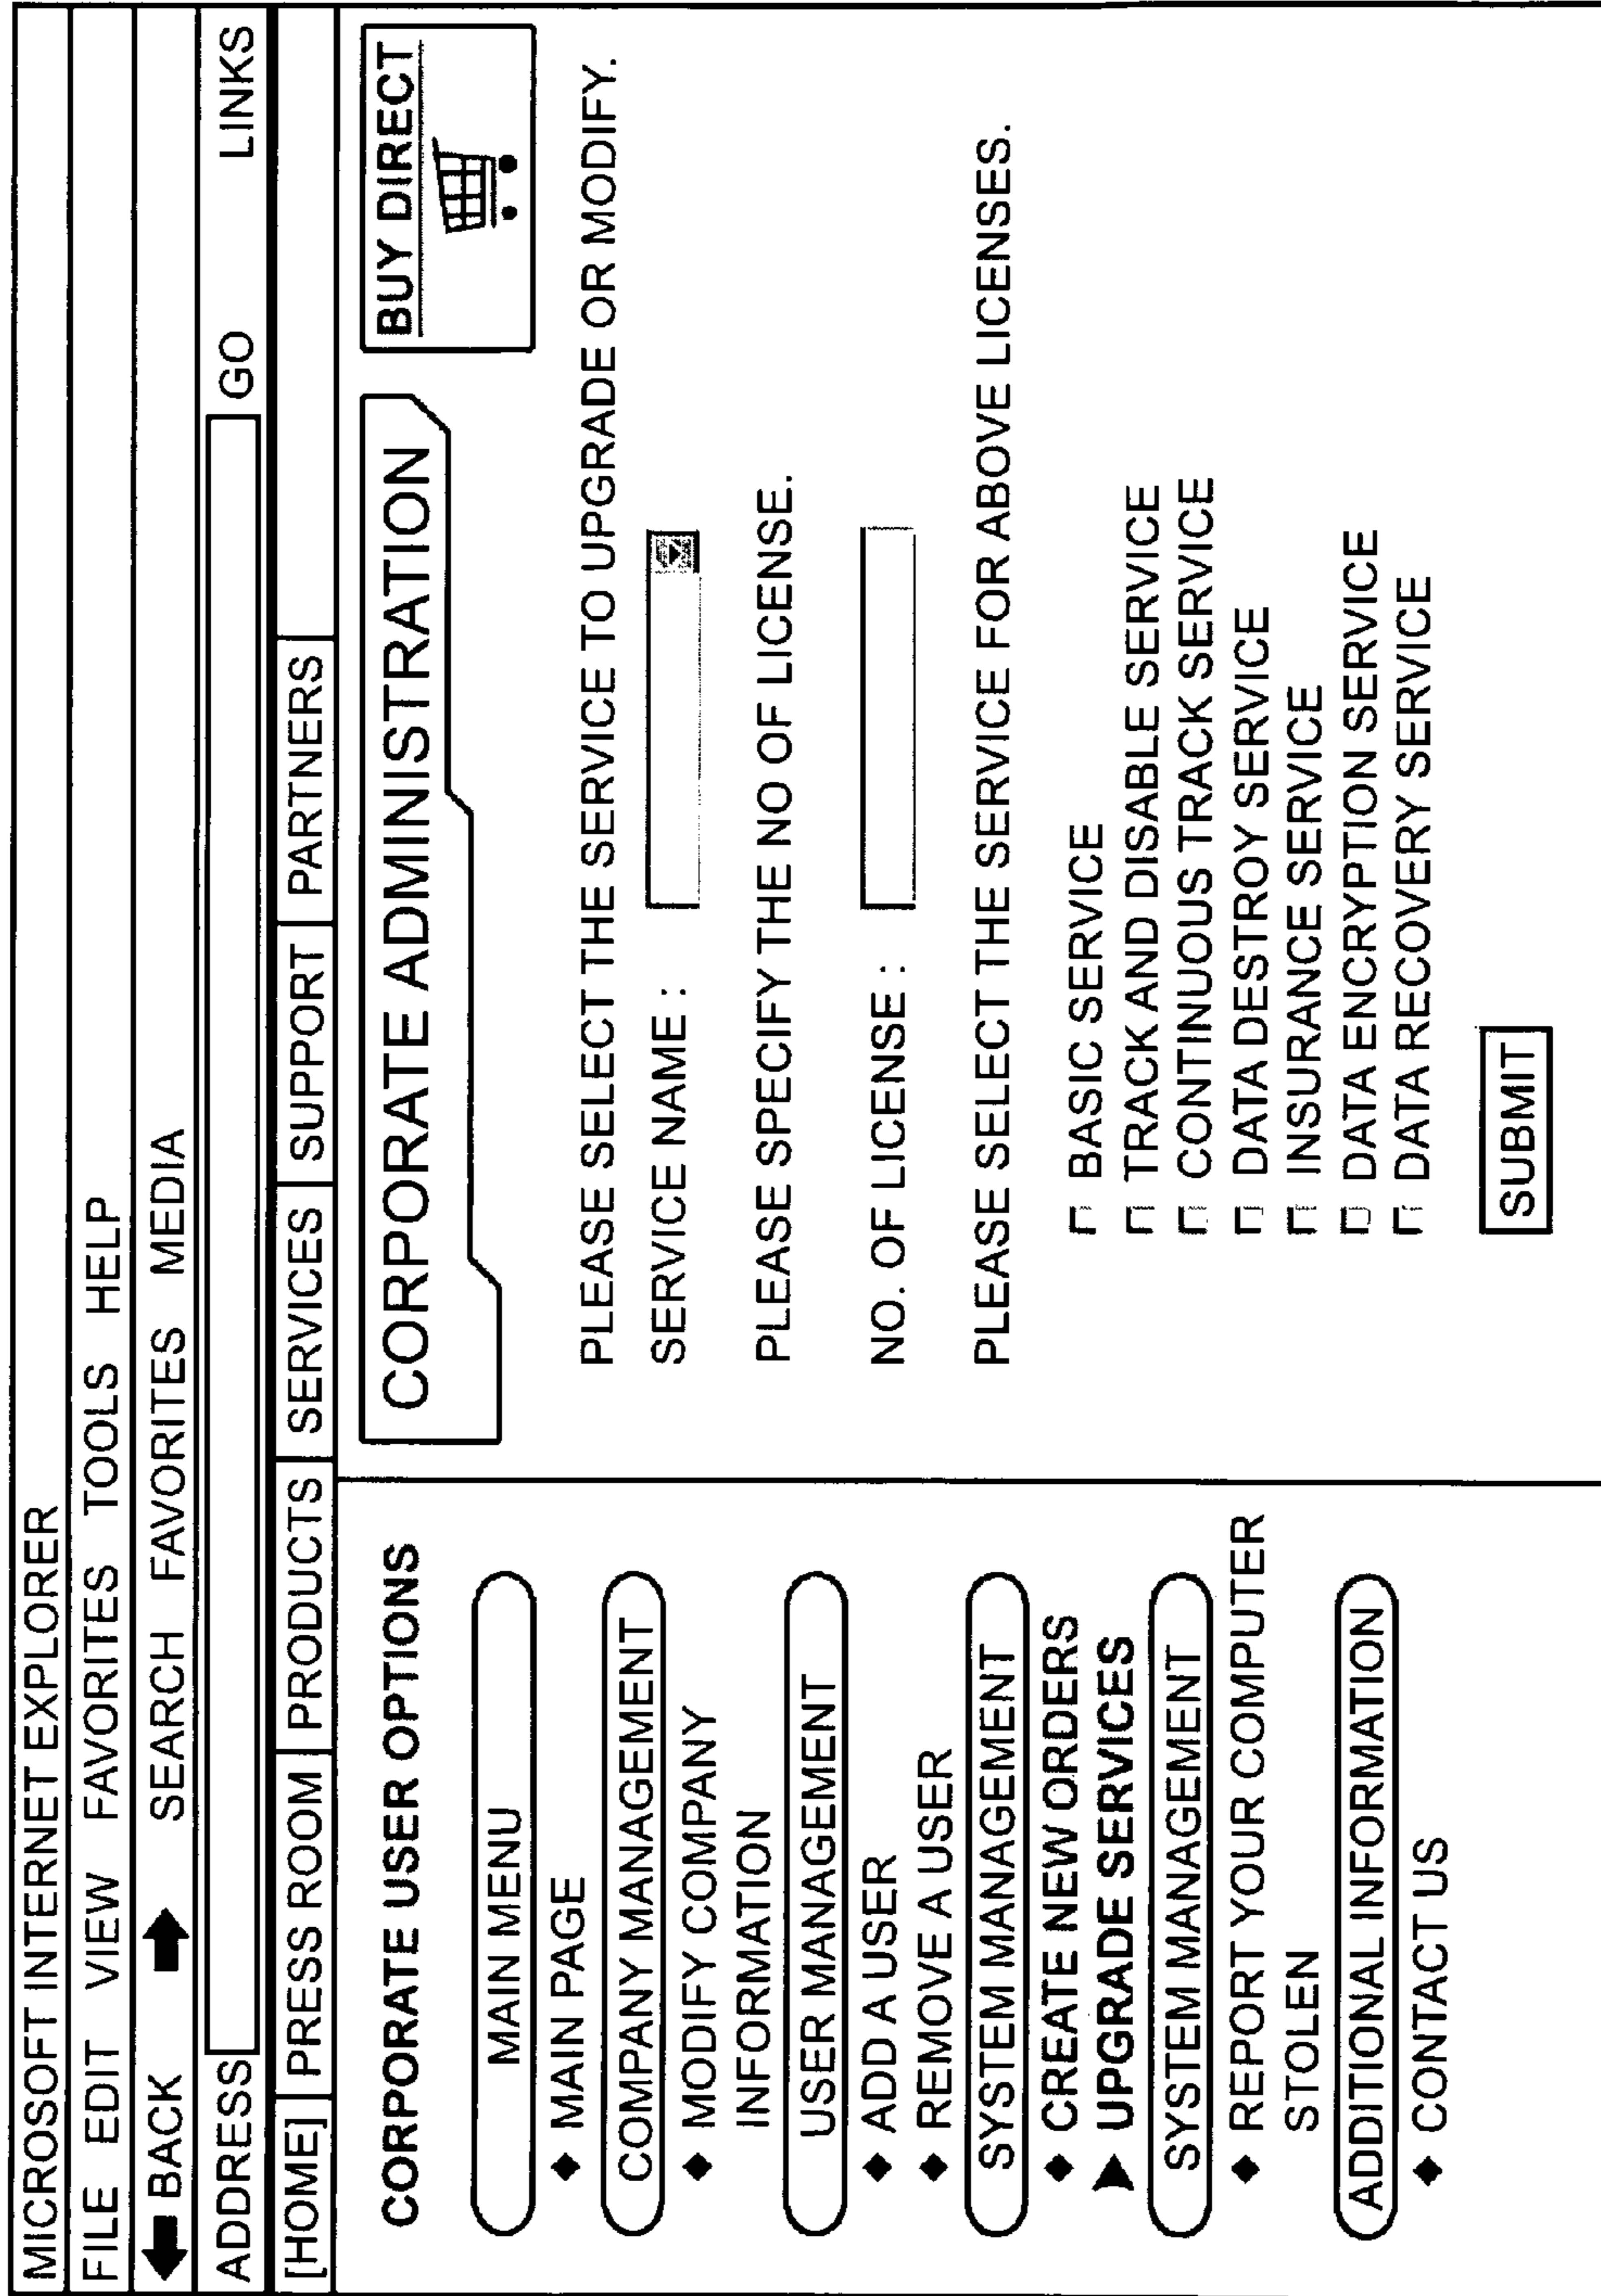 MICROSOFT INTERNET EXPLORER
FILE EDIT VIEW FAVORITES TOOLS HELP
BACK SEARCH FAVORITES MEDIA
ADDRESS GO LINKS
[HOME] PRESS ROOM PRODUCTS SERVICES SUPPORT PARTNERS
CORPORATE USER OPTIONS
MAIN MENU
MAIN PAGE
COMPANY MANAGEMENT
MODIFY COMPANY
INFORMATION
USER MANAGEMENT
ADD A USER
REMOVE A USER
SYSTEM MANAGEMENT
CREATE NEW ORDERS
UPGRADE SERVICES
SYSTEM MANAGEMENT
REPORT YOUR COMPUTER
STOLEN
ADDITIONAL INFORMATION
CONTACT US
CORPORATE ADMINISTRATION
BUY DIRECT
PLEASE SELECT THE SERVICE TO UPGRADE OR MODIFY.
SERVICE NAME :
PLEASE SPECIFY THE NO OF LICENSE.
NO. OF LICENSE :
PLEASE SELECT THE SERVICE FOR ABOVE LICENSES.
BASIC SERVICE
TRACK AND DISABLE SERVICE
CONTINUOUS TRACK SERVICE
DATA DESTROY SERVICE
INSURANCE SERVICE
DATA ENCRYPTION SERVICE
DATA RECOVERY SERVICE
SUBMIT